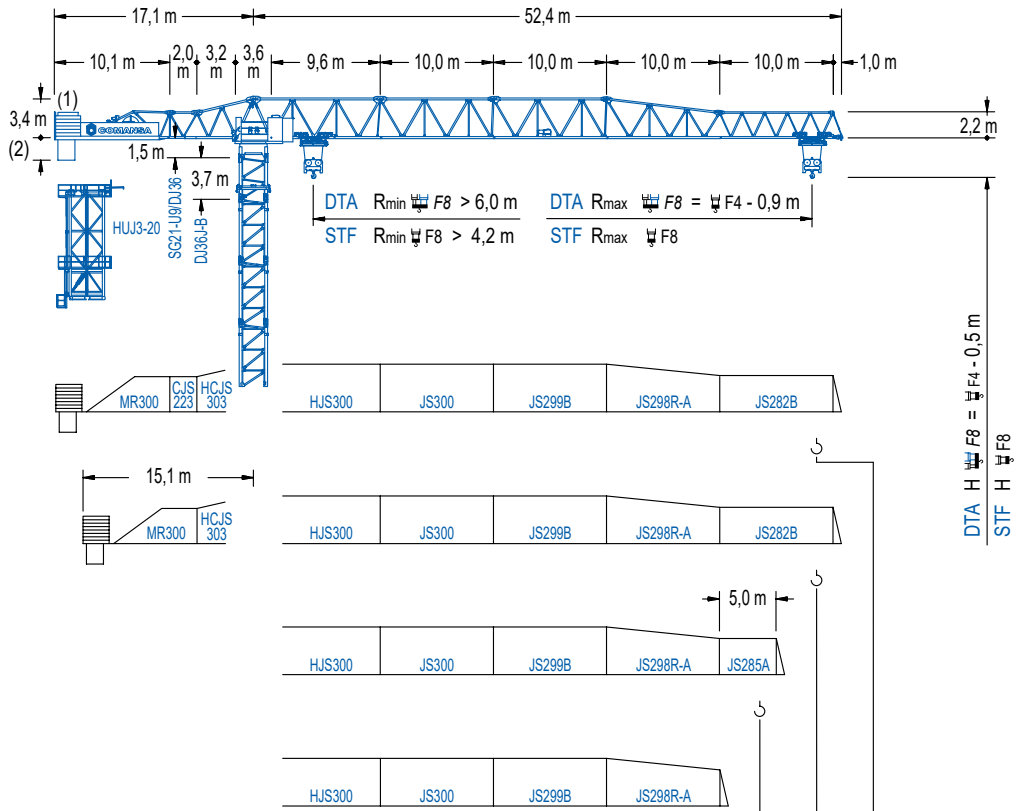 17,1 m 52,4 m
10,1 m 2,0 m 3,2 m 3,6 m 9,6 m 10,0 m 10,0 m 10,0 m 10,0 m 1,0 m
(1)
3,4 m
COMANSA
2,2 m
(2)
1,5 m
3,7 m
HUJ3-20
SG21-U9/DJ36
DJ36J-B
DTA Rmin F8 > 6,0 m DTA Rmax F8 = F4 - 0,9 m
STF Rmin F8 > 4,2 m STF Rmax F8
DTA H F8 = F4 - 0,5 m
STF H F8
MR300 CJS 223 HCJS 303 HJS300 JS300 JS299B JS298R-A JS282B
15,1 m
MR300 HCJS 303 HJS300 JS300 JS299B JS298R-A JS282B
5,0 m
HJS300 JS300 JS299B JS298R-A JS285A
HJS300 JS300 JS299B JS298R-A